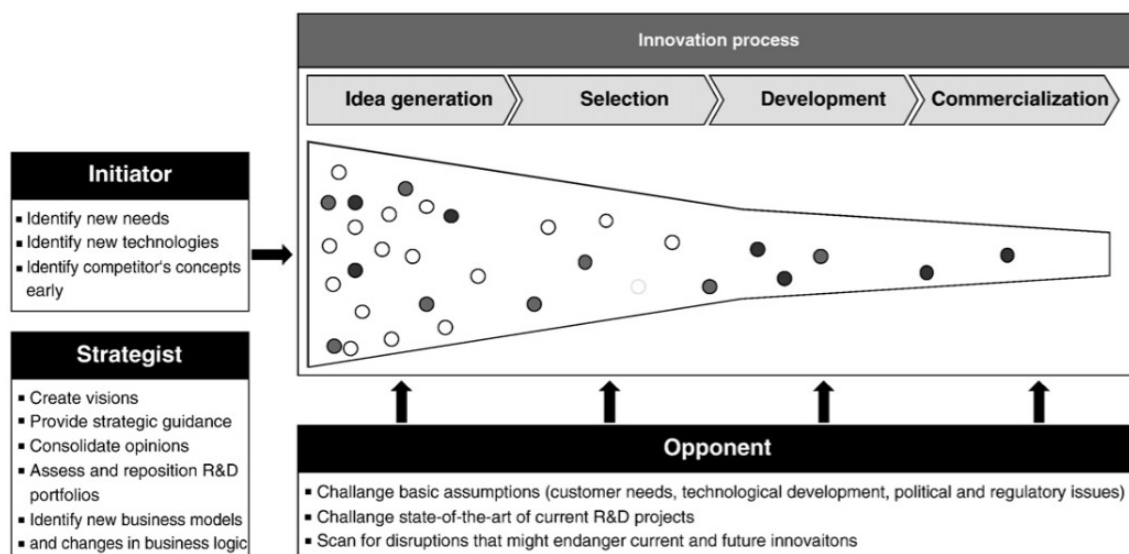 Innovation process
Idea generation
Selection
Development
Commercialization
Initiator
▪ Identify new needs
▪ Identify new technologies
▪ Identify competitor's concepts
early
Strategist
▪ Create visions
▪ Provide strategic guidance
▪ Consolidate opinions
▪ Assess and reposition R&D
portfolios
▪ Identify new business models
▪ and changes in business logic
Opponent
▪ Challange basic assumptions (customer needs, technological development, political and regulatory issues)
▪ Challange state-of-the-art of current R&D projects
▪ Scan for disruptions that might endanger current and future innovaitons